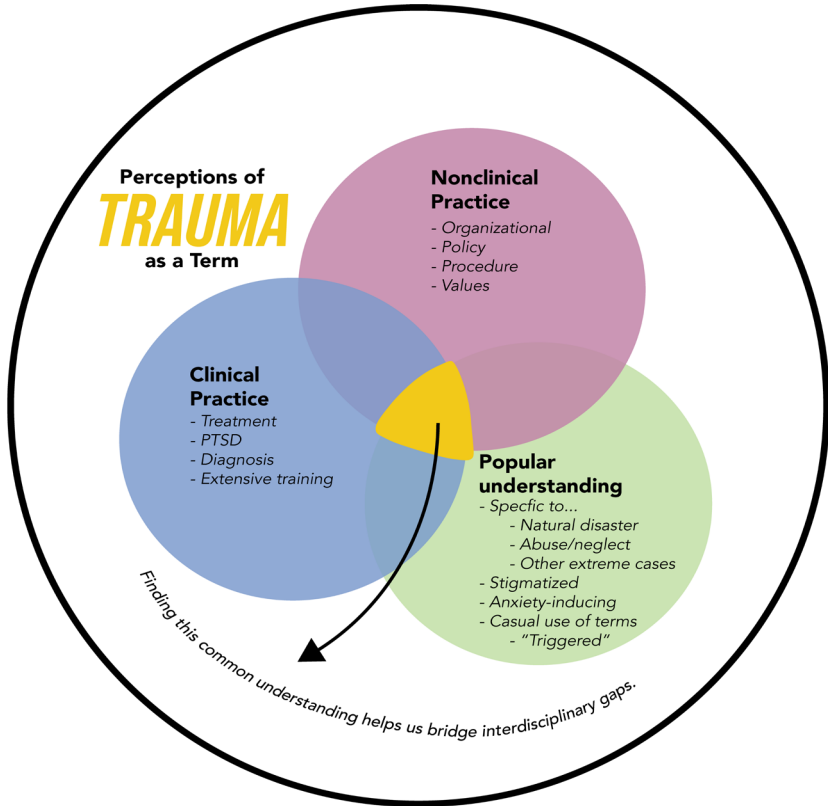 Perceptions of
TRAUMA
as a Term
Nonclinical
Practice
- Organizational
- Policy
- Procedure
- Values
Clinical
Practice
- Treatment
- PTSD
- Diagnosis
- Extensive training
Popular
understanding
- Specfic to...
- Natural disaster
- Abuse/neglect
- Other extreme cases
- Stigmatized
- Anxiety-inducing
- Casual use of terms
- “Triggered”
Finding this common understanding helps us bridge interdisciplinary gaps.